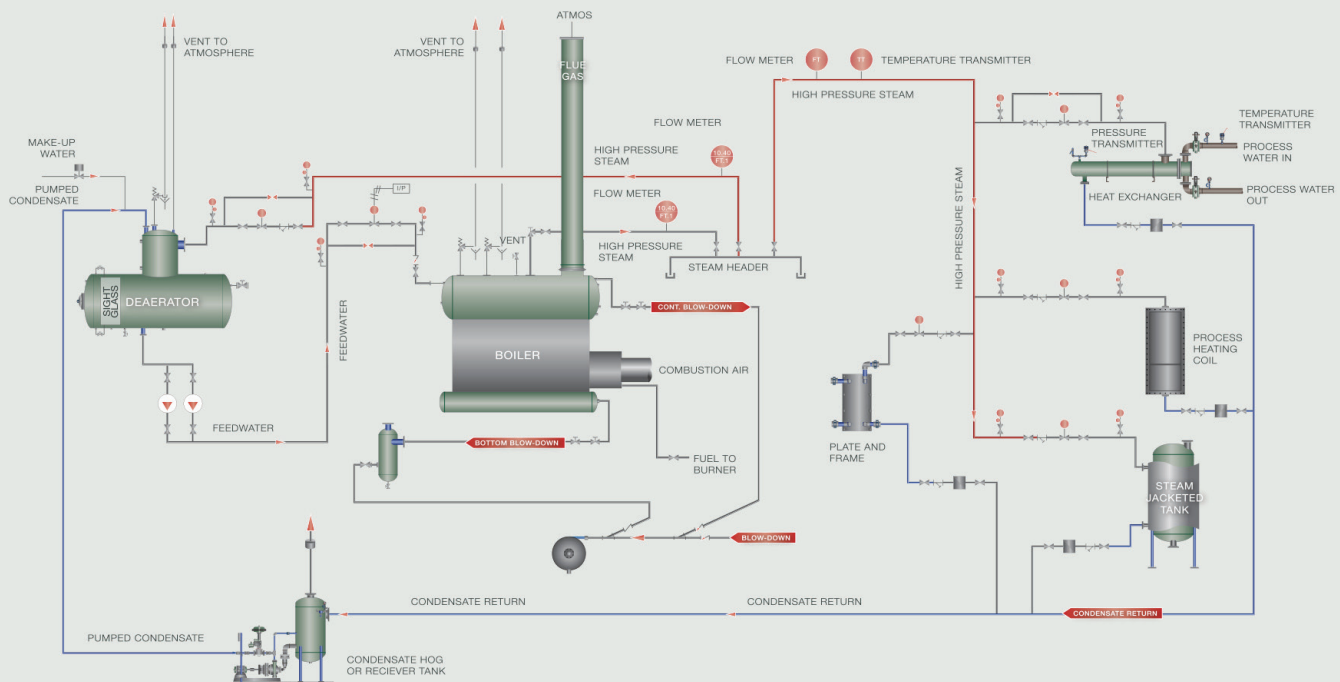 ATMOS
VENT TO
ATMOSPHERE
VENT TO
ATMOSPHERE
FLUE
GAS
FLOW METER
FT
TT
TEMPERATURE TRANSMITTER
HIGH PRESSURE STEAM
FLOW METER
TEMPERATURE
TRANSMITTER
MAKE-UP
WATER
PRESSURE
TRANSMITTER
PROCESS
WATER IN
HIGH PRESSURE
STEAM
10.40
FT.1
PUMPED
CONDENSATE
I/P
FLOW METER
10.40
FT.1
HEAT EXCHANGER
PROCESS WATER
OUT
VENT
HIGH PRESSURE
STEAM
STEAM HEADER
HIGH PRESSURE STEAM
SIGHT
GLASS
DEAERATOR
CONT. BLOW-DOWN
FEEDWATER
BOILER
COMBUSTION AIR
PROCESS
HEATING
COIL
FEEDWATER
BOTTOM BLOW-DOWN
FUEL TO
BURNER
PLATE AND
FRAME
STEAM
JACKETED
TANK
BLOW-DOWN
CONDENSATE RETURN
CONDENSATE RETURN
CONDENSATE RETURN
PUMPED CONDENSATE
CONDENSATE HOG
OR RECIEVER TANK